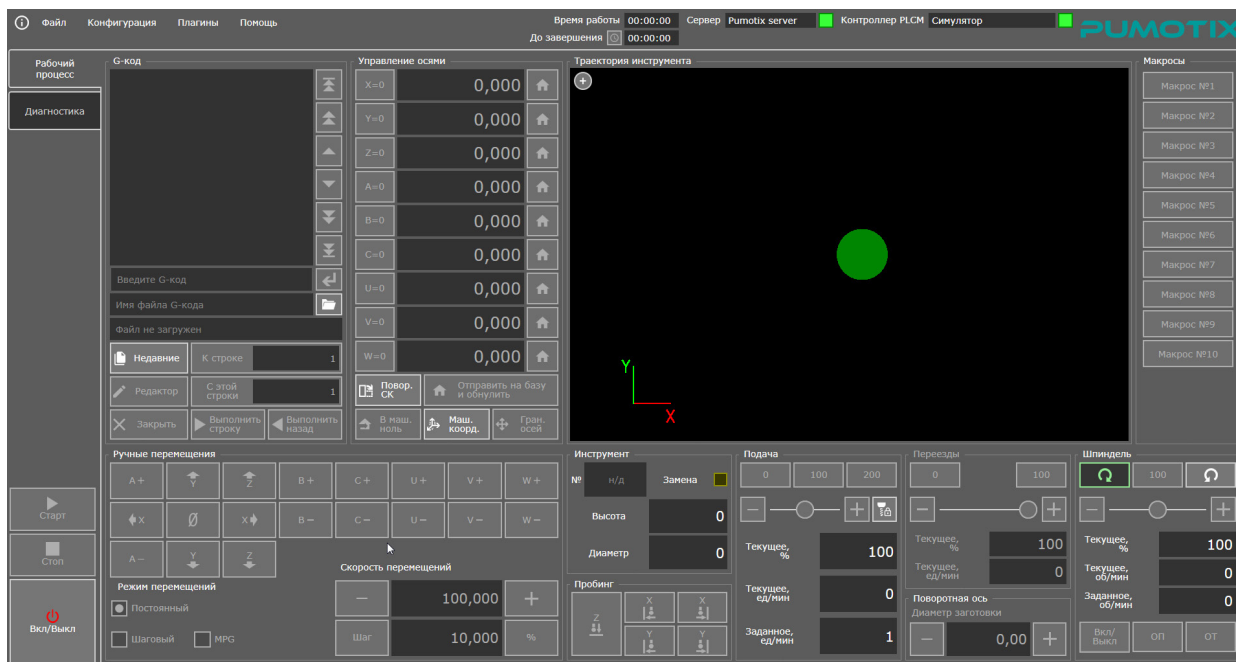 Файл Конфигурация Плагины Помощь
Время работы 00:00:00 Сервер Pumotix server Контроллер PLCM Симулятор
До завершения 00:00:00
PUMOTIX
Рабочий
процесс
Диагностика
G-код
Введите G-код
Имя файла G-кода
Файл не загружен
Недавние К строке 1
Редактор С этой
строки 1
Закрыть Выполнить
строку Выполнить
назад
Управление осями
X=0 0,000
Y=0 0,000
Z=0 0,000
A=0 0,000
B=0 0,000
C=0 0,000
U=0 0,000
V=0 0,000
W=0 0,000
Повор.
СК
Отправить на базу
и обнулить
В маш.
ноль
Маш.
коорд.
Гран.
осей
Траектория инструмента
Y
X
Макросы
Макрос №1
Макрос №2
Макрос №3
Макрос №4
Макрос №5
Макрос №6
Макрос №7
Макрос №8
Макрос №9
Макрос №10
Старт
Стоп
Вкл/Выкл
Ручные перемещения
A+ Y Z B+ C+ U+ V+ W+
X Ø X B− C− U− V− W−
A− Y Z
Режим перемещений
Постоянный
Шаговый MPG
Скорость перемещений
− 100,000 +
Шаг 10,000 %
Инструмент
№ н/д Замена
Высота 0
Диаметр 0
Пробинг
Z X X
Y Y
Подача
0 100 200
− +
Текущее,
% 100
Текущее,
ед/мин 0
Заданное,
ед/мин 1
Переезды
0 100
− +
Текущее,
% 100
Текущее,
ед/мин 0
Поворотная ось
Диаметр заготовки
− 0,00 +
Шпиндель
100
− +
Текущее,
% 100
Текущее,
об/мин 0
Заданное,
об/мин 0
Вкл/
Выкл
ОП
ОТ